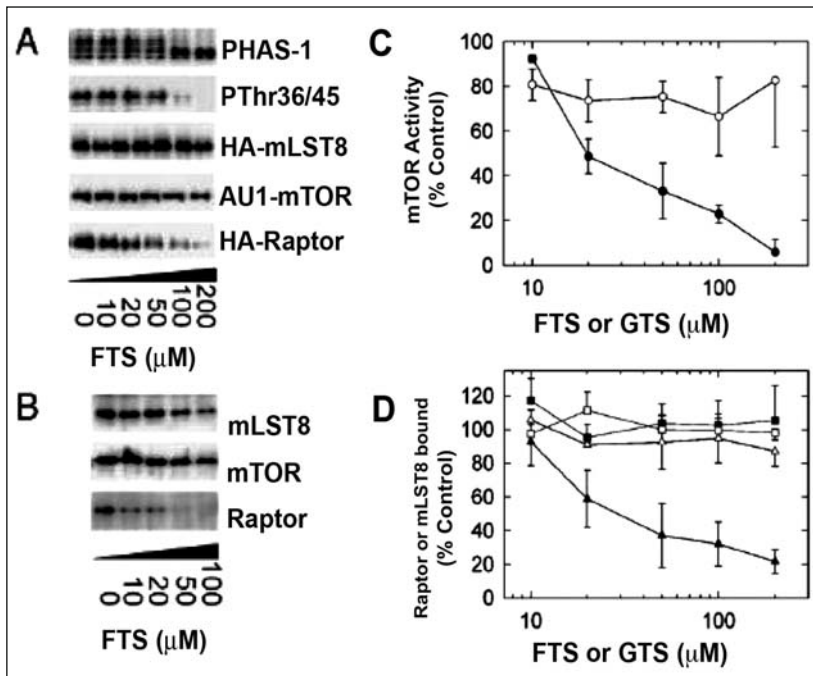 A
PHAS-1
PThr36/45
HA-mLST8
AU1-mTOR
HA-Raptor
0 10 20 50 100 200
FTS (μM)
B
mLST8
mTOR
Raptor
0 10 20 50 100
FTS (μM)
C
mTOR Activity
(% Control)
100
80
60
40
20
0
10 100
FTS or GTS (μM)
D
Raptor or mLST8 bound
(% Control)
120
100
80
60
40
20
0
10 100
FTS or GTS (μM)